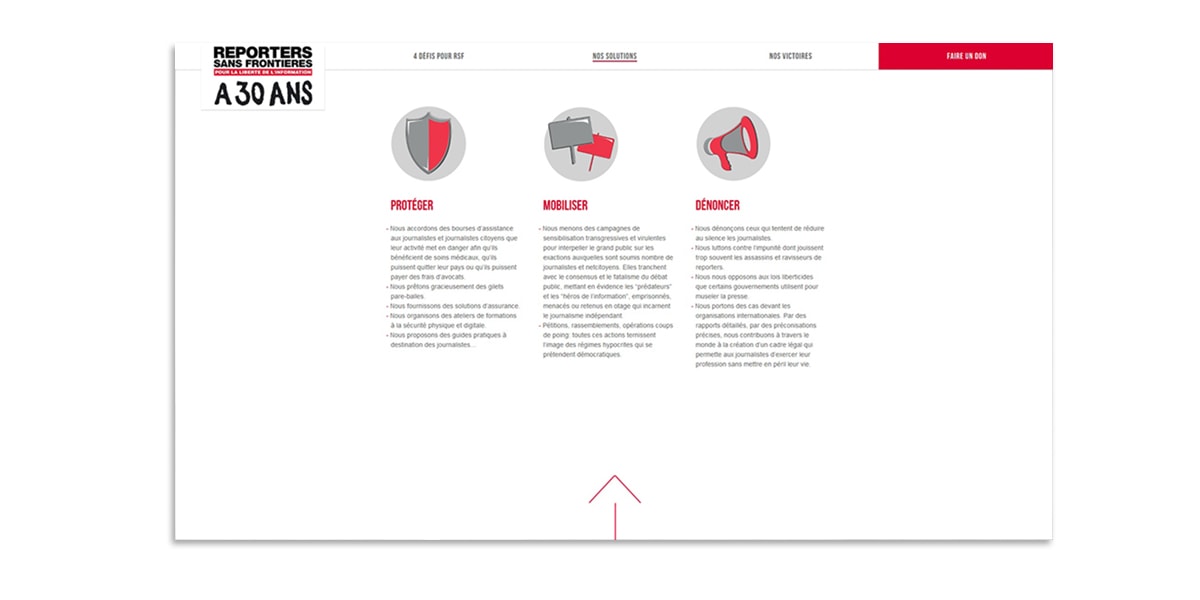 REPORTERS
SANS FRONTIERES
POUR LA LIBERTE DE L'INFORMATION
A 30 ANS
4 DÉFIS POUR RSF
NOS SOLUTIONS
NOS VICTOIRES
FAIRE UN DON
PROTÉGER
- Nous accordons des bourses d'assistance
aux journalistes et journalistes citoyens que
leur activité met en danger afin qu'ils
bénéficient de soins médicaux, qu'ils
puissent quitter leur pays ou qu'ils puissent
payer des frais d'avocats.
- Nous prêtons gracieusement des gilets
pare-balles.
- Nous fournissons des solutions d'assurance.
- Nous organisons des ateliers de formations
à la sécurité physique et digitale.
- Nous proposons des guides pratiques à
destination des journalistes...
MOBILISER
- Nous menons des campagnes de
sensibilisation transgressives et virulentes
pour interpeller le grand public sur les
exactions auxquelles sont soumis nombre de
journalistes et netcitoyens. Elles tranchent
avec le consensus et le fatalisme du débat
public, mettant en évidence les "prédateurs"
et les "héros de l'information", emprisonnés,
menacés ou retenus en otage qui incarnent
le journalisme indépendant.
- Pétitions, rassemblements, opérations coups
de poing: toutes ces actions ternissent
l'image des régimes hypocrites qui se
prétendent démocratiques.
DÉNONCER
- Nous dénonçons ceux qui tentent de réduire
au silence les journalistes.
- Nous luttons contre l'impunité dont jouissent
trop souvent les assassins et ravisseurs de
reporters.
- Nous nous opposons aux lois liberticides
que certains gouvernements utilisent pour
museler la presse.
- Nous portons des cas devant les
organisations internationales. Par des
rapports détaillés, par des préconisations
précises, nous contribuons à travers le
monde à la création d'un cadre légal qui
permette aux journalistes d'exercer leur
profession sans mettre en péril leur vie.